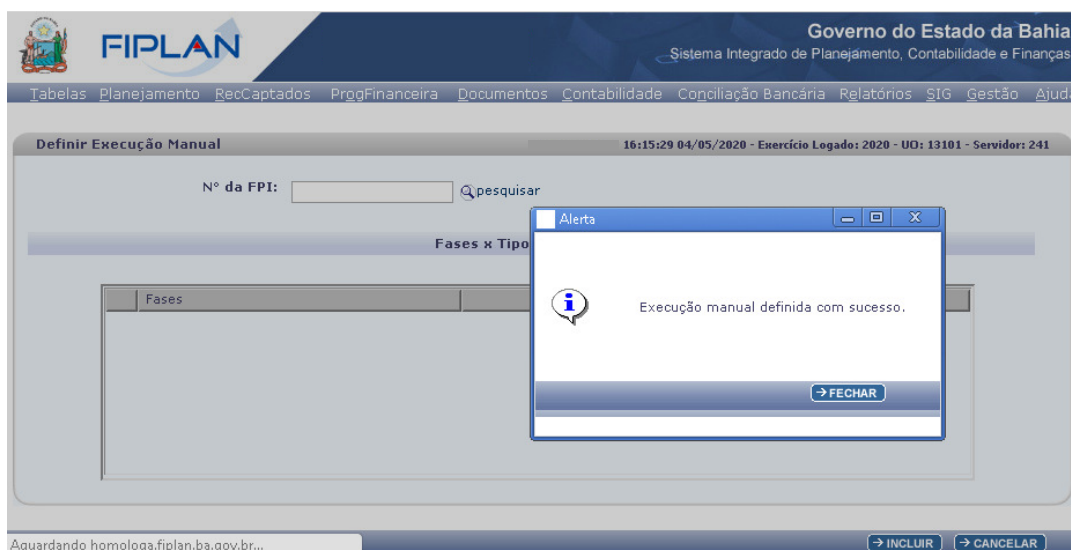 FIPLAN
Governo do Estado da Bahia
Sistema Integrado de Planejamento, Contabilidade e Finanças
Tabelas Planejamento RecCaptados ProgFinanceira Documentos Contabilidade Conciliação Bancária Relatórios SIG Gestão Ajud
Definir Execução Manual
16:15:29 04/05/2020 - Exercício Logado: 2020 - UO: 13101 - Servidor: 241
Nº da FPI:
pesquisar
Fases x Tipo
Fases
Alerta
Execução manual definida com sucesso.
FECHAR
Aguardando homologa.fiplan.ba.gov.br...
INCLUIR
CANCELAR